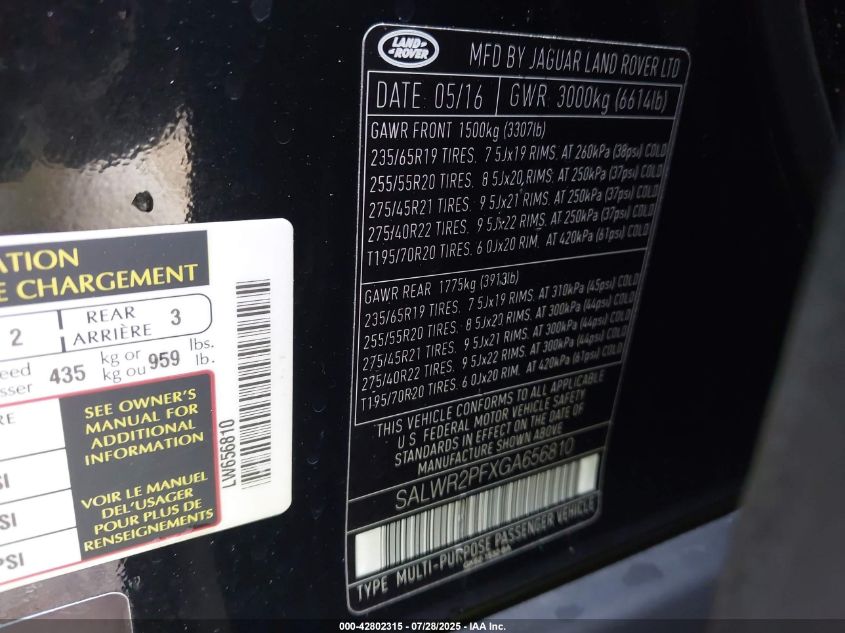 LAND
ROVER
MFD BY JAGUAR LAND ROVER LTD
DATE: 05/16
GWR: 3000kg (6614lb)
GAWR FRONT 1500kg (3307lb)
235/65R19 TIRES. 7 5Jx19 RIMS. AT 260kPa (38psi) COLD
255/55R20 TIRES. 8 5Jx20 RIMS. AT 250kPa (37psi) COLD
275/45R21 TIRES. 9 5Jx21 RIMS. AT 250kPa (37psi) COLD
275/40R22 TIRES. 9 5Jx22 RIMS. AT 250kPa (37psi) COLD
T195/70R20 TIRES. 6 0Jx20 RIM. AT 420kPa (61psi) COLD
GAWR REAR 1775kg (3913lb)
235/65R19 TIRES. 7 5Jx19 RIMS. AT 310kPa (45psi) COLD
255/55R20 TIRES. 8 5Jx20 RIMS. AT 300kPa (44psi) COLD
275/45R21 TIRES. 9 5Jx21 RIMS. AT 300kPa (44psi) COLD
275/40R22 TIRES. 9 5Jx22 RIMS. AT 300kPa (44psi) COLD
T195/70R20 TIRES. 6 0Jx20 RIM. AT 420kPa (61psi) COLD
THIS VEHICLE CONFORMS TO ALL APPLICABLE
U.S. FEDERAL MOTOR VEHICLE SAFETY
STANDARDS IN EFFECT ON THE DATE OF
MANUFACTURE SHOWN ABOVE
SALWR2PFXGA656810
TYPE MULTI-PURPOSE PASSENGER VEHICLE
ATION
E CHARGEMENT
2
REAR
ARRIÈRE
3
435
kg or
kg ou
959
lbs.
lb.
SEE OWNER'S
MANUAL FOR
ADDITIONAL
INFORMATION
VOIR LE MANUEL
DEL'USAGER
POUR PLUS DE
RENSEIGNEMENTS
LW656810
000-42802315 - 07/28/2025 - IAA Inc.